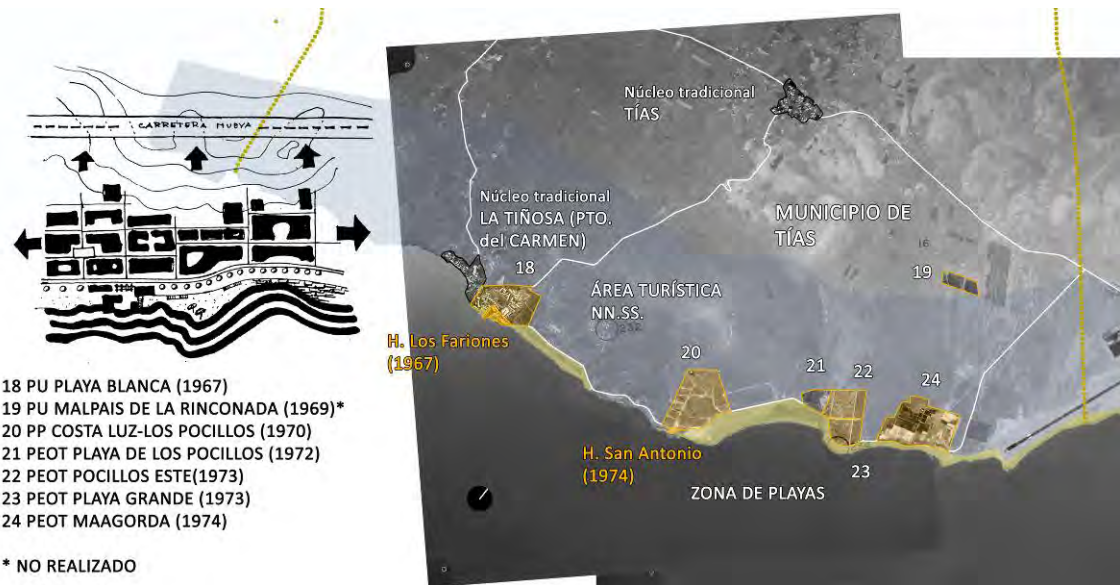 CARRETERA NUEVA
18 PU PLAYA BLANCA (1967)
19 PU MALPAIS DE LA RINCONADA (1969)*
20 PP COSTA LUZ-LOS POCILLOS (1970)
21 PEOT PLAYA DE LOS POCILLOS (1972)
22 PEOT POCILLOS ESTE(1973)
23 PEOT PLAYA GRANDE (1973)
24 PEOT MAAGORDA (1974)
* NO REALIZADO
Núcleo tradicional
TÍAS
Núcleo tradicional
LA TIÑOSA (PTO.
del CARMEN)
MUNICIPIO DE
TÍAS
16
18
19
ÁREA TURÍSTICA
NN.SS.
232
H. Los Fariones
(1967)
20
21
22
24
H. San Antonio
(1974)
23
ZONA DE PLAYAS